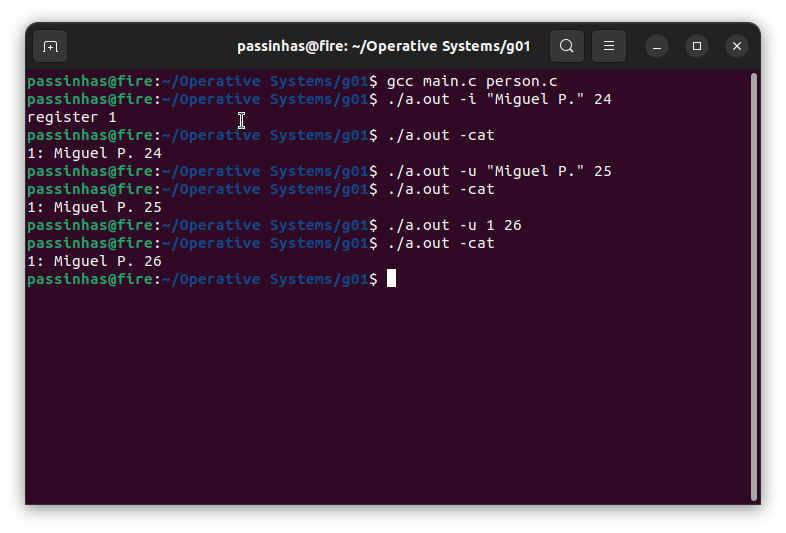 passinhas@fire: ~/Operative Systems/g01
passinhas@fire:~/Operative Systems/g01$ gcc main.c person.c
passinhas@fire:~/Operative Systems/g01$ ./a.out -i "Miguel P." 24
register 1
passinhas@fire:~/Operative Systems/g01$ ./a.out -cat
1: Miguel P. 24
passinhas@fire:~/Operative Systems/g01$ ./a.out -u "Miguel P." 25
passinhas@fire:~/Operative Systems/g01$ ./a.out -cat
1: Miguel P. 25
passinhas@fire:~/Operative Systems/g01$ ./a.out -u 1 26
passinhas@fire:~/Operative Systems/g01$ ./a.out -cat
1: Miguel P. 26
passinhas@fire:~/Operative Systems/g01$